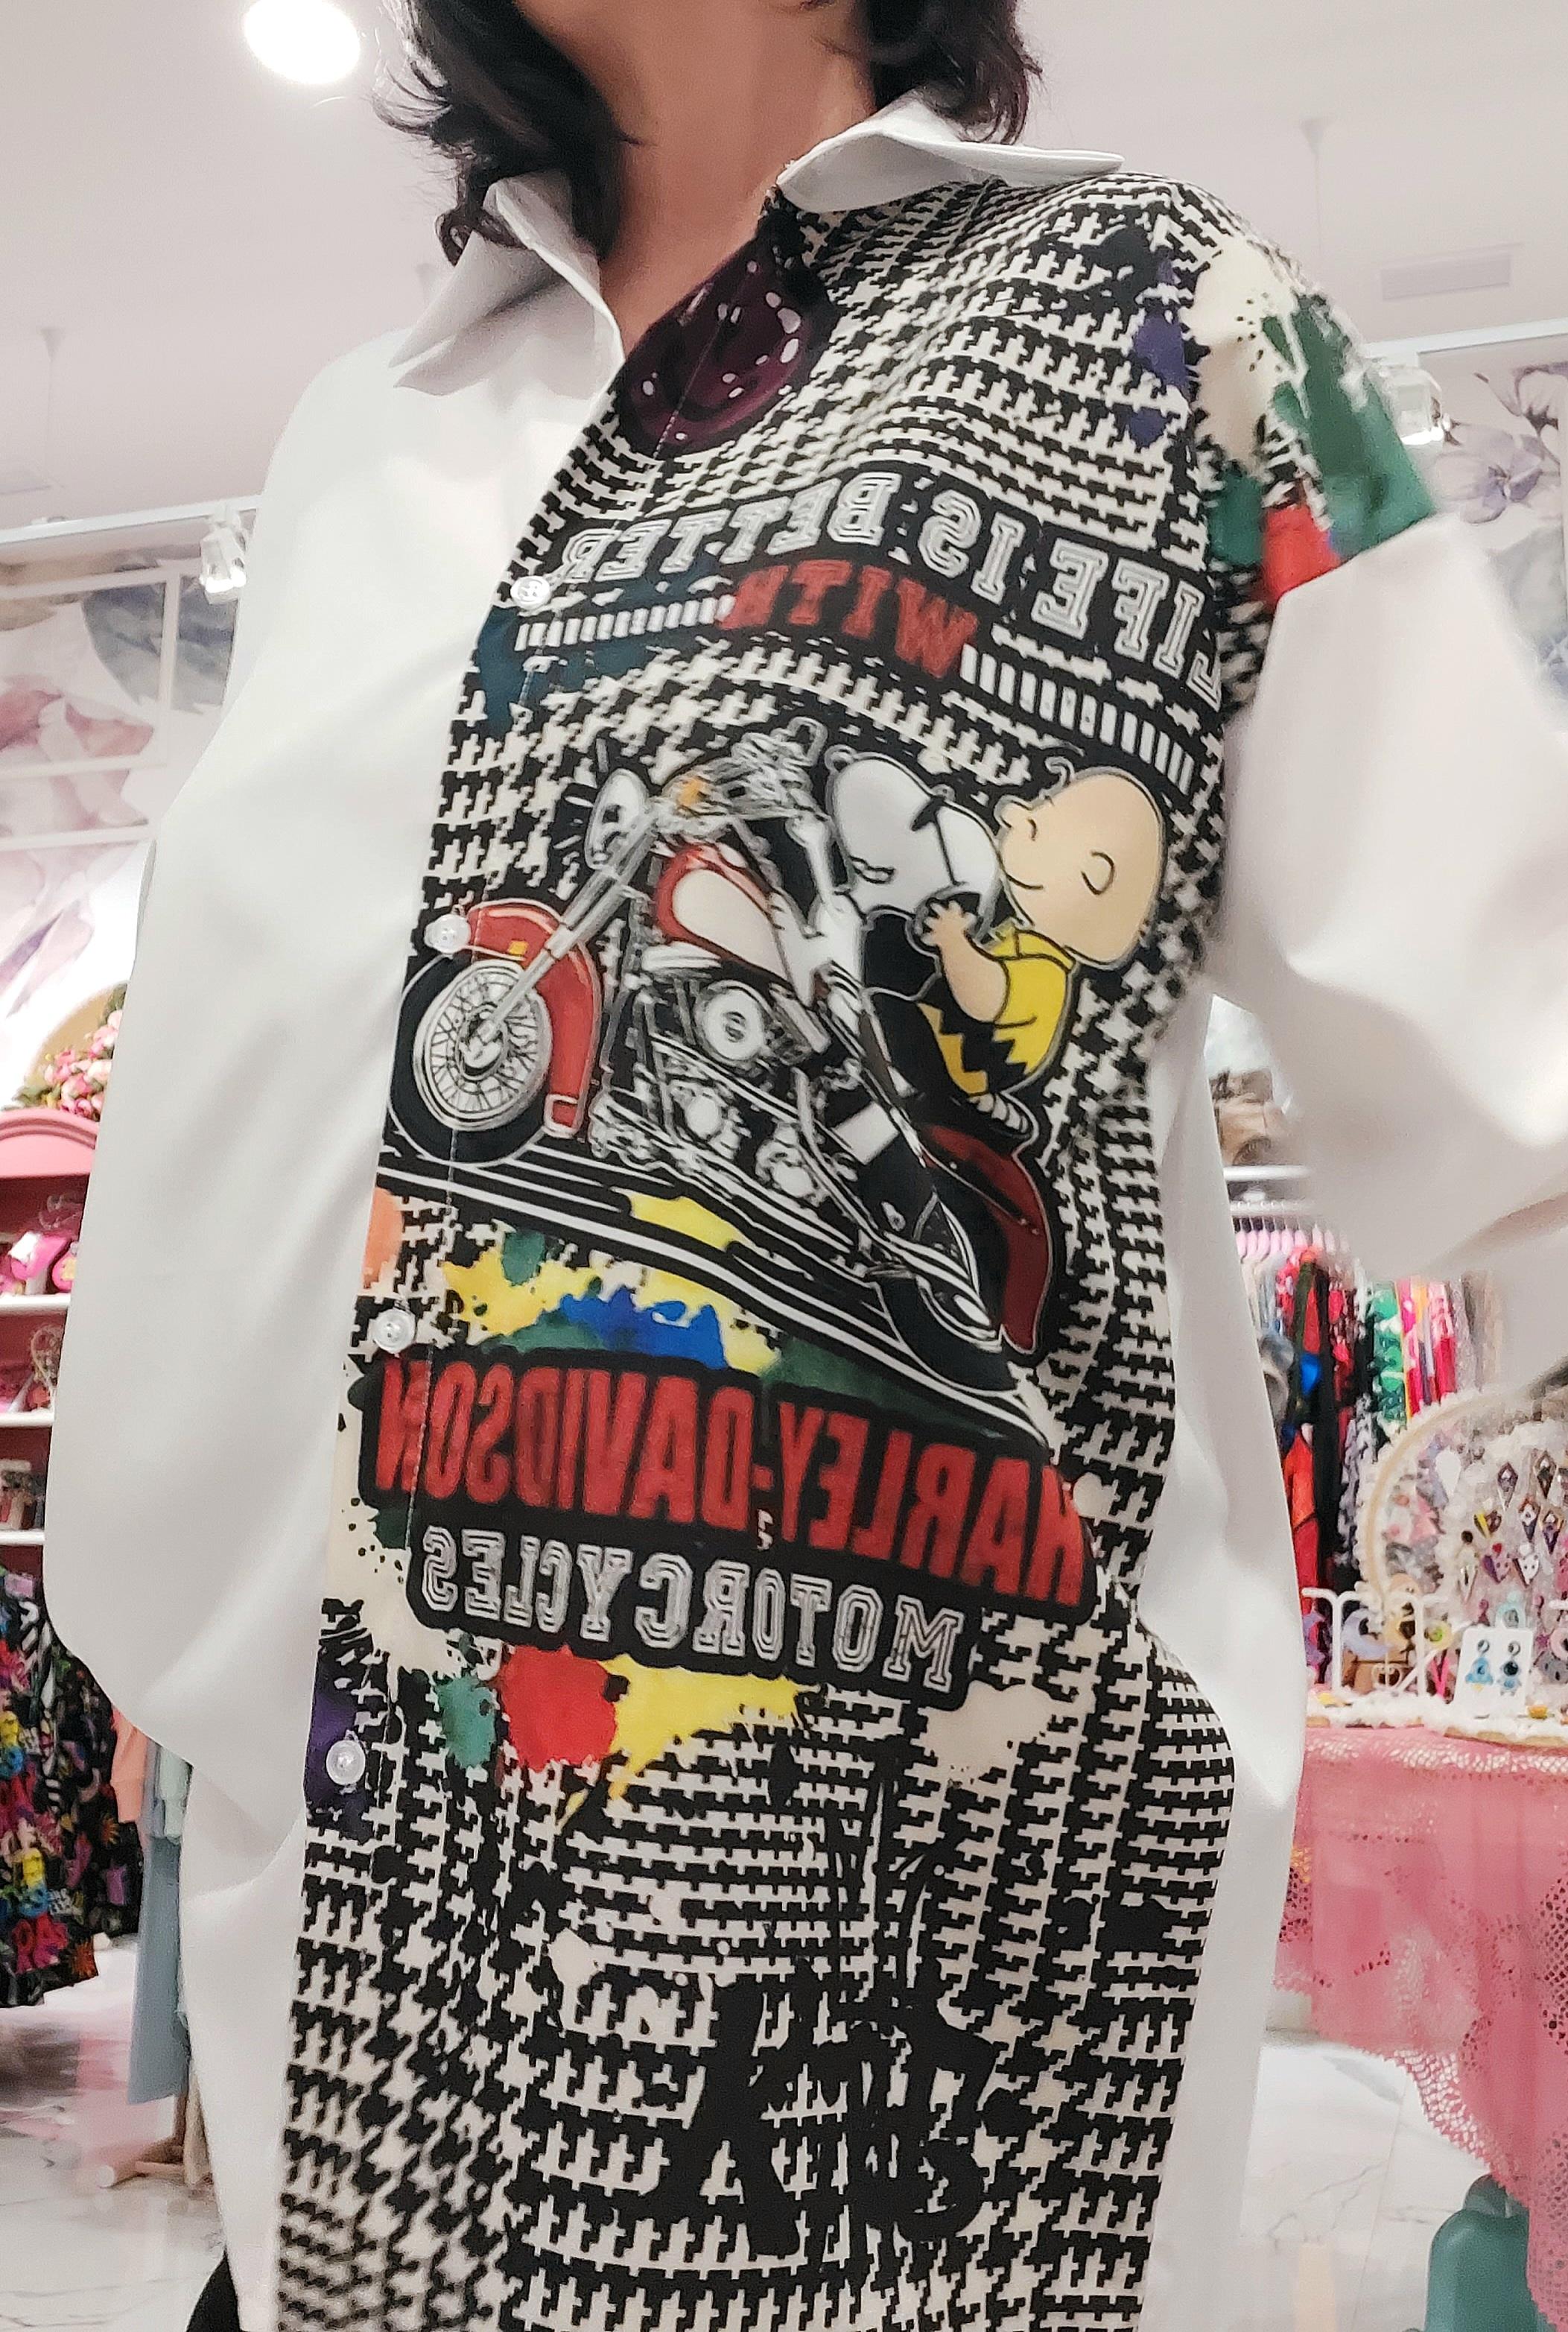 LIFE IS BETTER
WITH
HARLEY-DAVIDSON
MOTORCYCLES